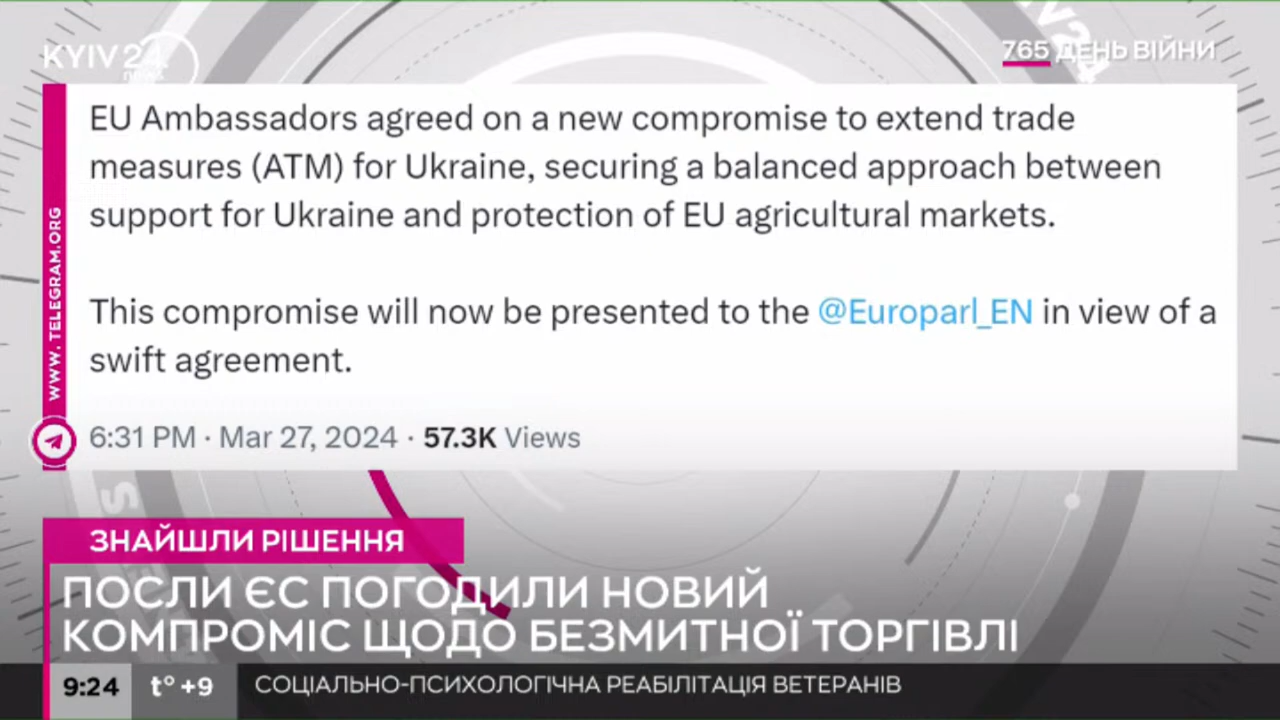 KYIV 24
news
765 ДЕНЬ ВІЙНИ
EU Ambassadors agreed on a new compromise to extend trade
measures (ATM) for Ukraine, securing a balanced approach between
support for Ukraine and protection of EU agricultural markets.
This compromise will now be presented to the @Europarl_EN in view of a
swift agreement.
6:31 PM · Mar 27, 2024 · 57.3K Views
WWW.TELEGRAM.ORG
ЗНАЙШЛИ РІШЕННЯ
ПОСЛИ ЄС ПОГОДИЛИ НОВИЙ
КОМПРОМІС ЩОДО БЕЗМИТНОЇ ТОРГІВЛІ
9:24 t° +9 СОЦІАЛЬНО-ПСИХОЛОГІЧНА РЕАБІЛІТАЦІЯ ВЕТЕРАНІВ